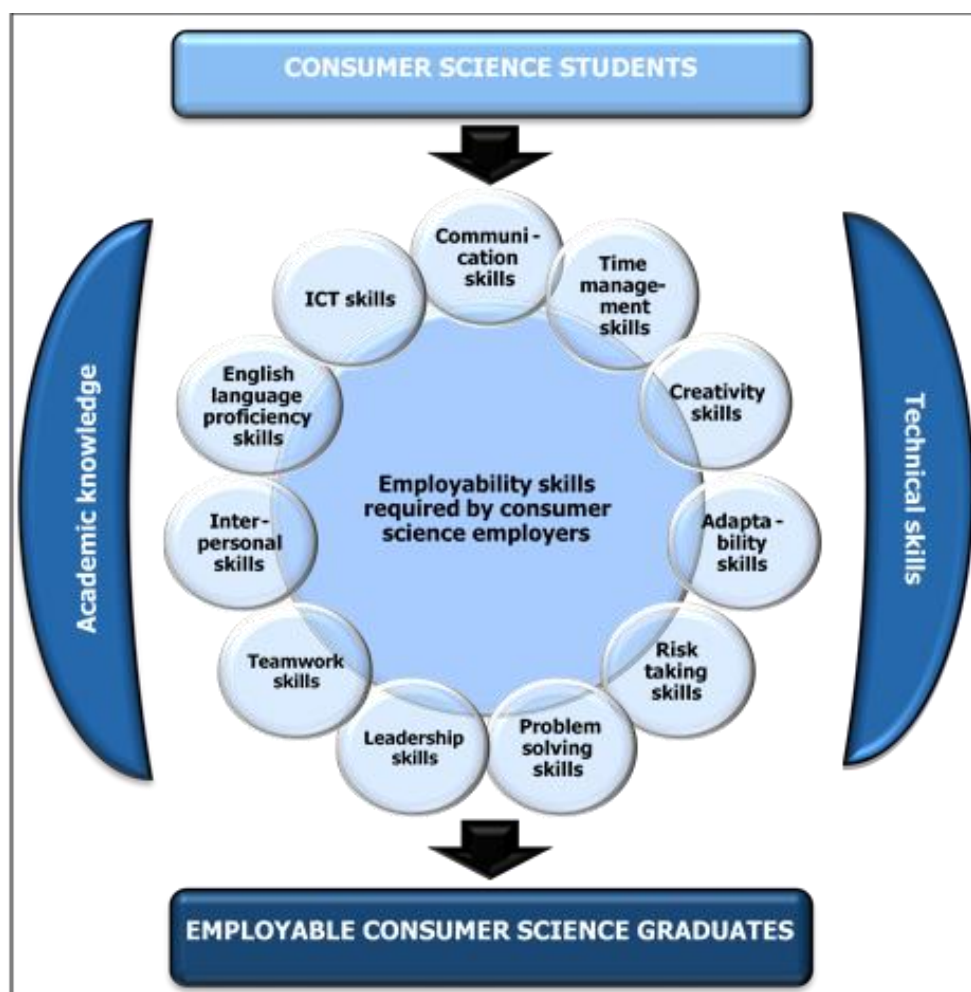 CONSUMER SCIENCE STUDENTS
Communi -
cation
skills
Time
manage-
ment
skills
Creativity
skills
Adapta -
bility skills
Risk
taking
skills
Problem
solving
skills
Leadership
skills
Teamwork
skills
Inter-
personal
skills
English
language
proficiency
skills
ICT skills
Employability skills
required by consumer
science employers
Academic knowledge
Technical skills
EMPLOYABLE CONSUMER SCIENCE GRADUATES